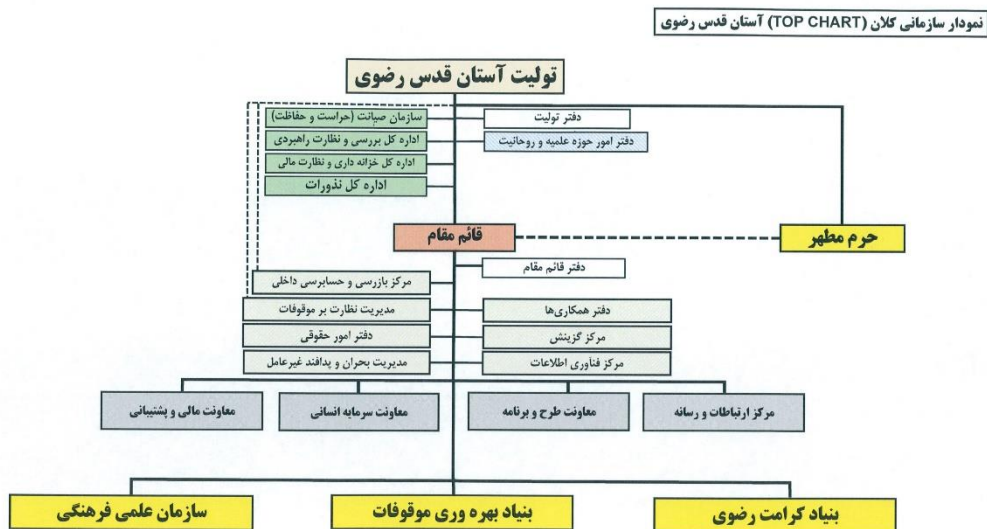 نمودار سازمانی کلان (TOP CHART) آستان قدس رضوی
تولیت آستان قدس رضوی
دفتر تولیت
سازمان صیانت (حراست و حفاظت)
دفتر امور حوزه علمیه و روحانیت
اداره کل بررسی و نظارت راهبردی
اداره کل خزانه داری و نظارت مالی
اداره کل نذورات
حرم مطهر
قائم مقام
دفتر قائم مقام
مرکز بازرسی و حسابرسی داخلی
دفتر همکاری‌ها
مدیریت نظارت بر موقوفات
مرکز گزینش
دفتر امور حقوقی
مرکز فنآوری اطلاعات
مدیریت بحران و پدافند غیرعامل
مرکز ارتباطات و رسانه
معاونت طرح و برنامه
معاونت سرمایه انسانی
معاونت مالی و پشتیبانی
بنیاد کرامت رضوی
بنیاد بهره وری موقوفات
سازمان علمی فرهنگی